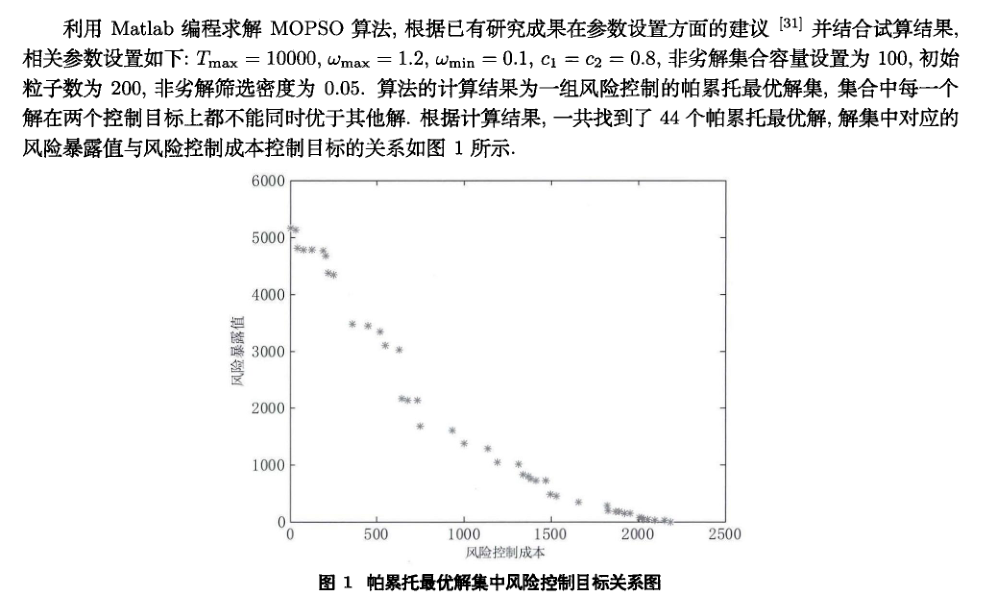 利用 Matlab 编程求解 MOPSO 算法, 根据已有研究成果在参数设置方面的建议 [31] 并结合试算结果,
相关参数设置如下: Tmax = 10000, ωmax = 1.2, ωmin = 0.1, c1 = c2 = 0.8, 非劣解集合容量设置为 100, 初始
粒子数为 200, 非劣解筛选密度为 0.05. 算法的计算结果为一组风险控制的帕累托最优解集, 集合中每一个
解在两个控制目标上都不能同时优于其他解. 根据计算结果, 一共找到了 44 个帕累托最优解, 解集中对应的
风险暴露值与风险控制成本控制目标的关系如图 1 所示.
6000
5000
4000
3000
2000
1000
0
风险暴露值
0 500 1000 1500 2000 2500
风险控制成本
图 1 帕累托最优解集中风险控制目标关系图